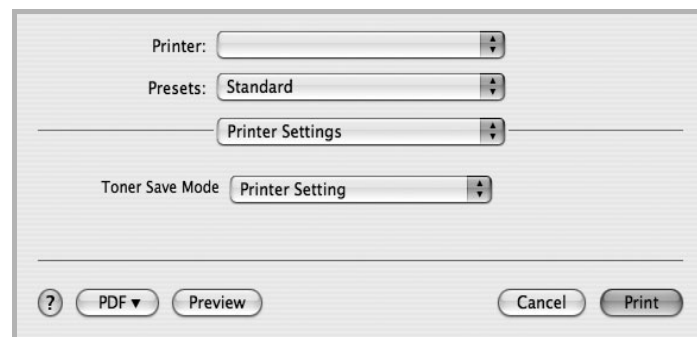 Printer:
Presets: Standard
Printer Settings
Toner Save Mode Printer Setting
? PDF▼ Preview Cancel Print